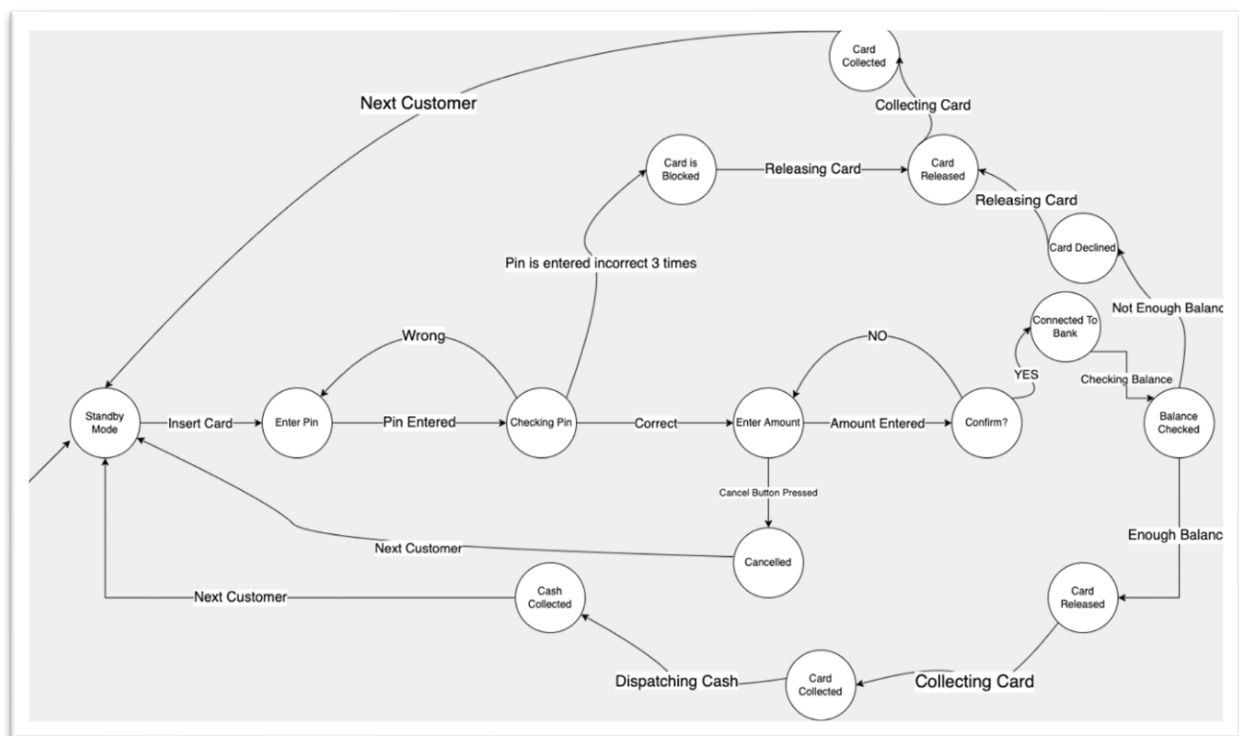 Card
Collected
Next Customer
Collecting Card
Card is
Blocked
Releasing Card
Card
Released
Releasing Card
Card Declined
Pin is entered incorrect 3 times
Not Enough Balanc
Connected To
Bank
Wrong
NO
YES
Checking Balance
Standby
Mode
Insert Card
Enter Pin
Pin Entered
Checking Pin
Correct
Enter Amount
Amount Entered
Confirm?
Balance
Checked
Cancel Button Pressed
Enough Balanc
Next Customer
Cancelled
Next Customer
Cash
Collected
Card
Released
Dispatching Cash
Card
Collected
Collecting Card